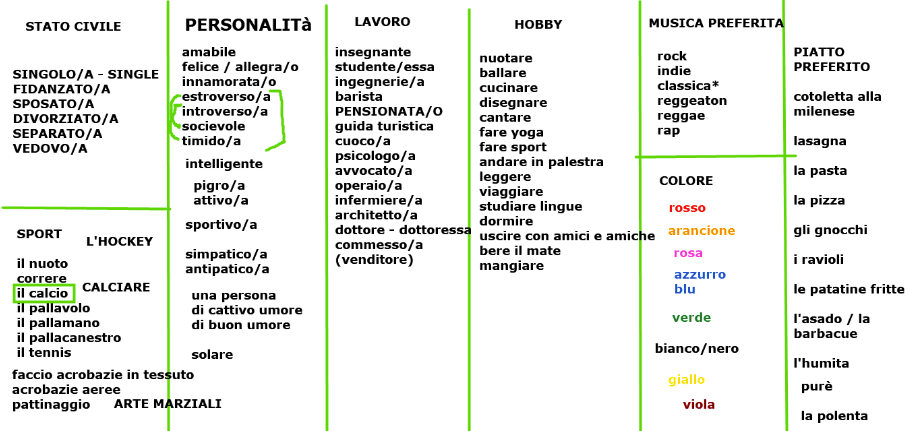 STATO CIVILE
SINGOLO/A - SINGLE
FIDANZATO/A
SPOSATO/A
DIVORZIATO/A
SEPARATO/A
VEDOVO/A
SPORT
L'HOCKEY
il nuoto
correre
il calcio
CALCIARE
il pallavolo
il pallamano
il pallacanestro
il tennis
faccio acrobazie in tessuto
acrobazie aeree
pattinaggio
ARTE MARZIALI
PERSONALITà
amabile
felice / allegra/o
innamorata/o
estroverso/a
introverso/a
socievole
timido/a
intelligente
pigro/a
attivo/a
sportivo/a
simpatico/a
antipatico/a
una persona
di cattivo umore
di buon umore
solare
LAVORO
insegnante
studente/essa
ingegnerie/a
barista
PENSIONATA/O
guida turistica
cuoco/a
psicologo/a
avvocato/a
operaio/a
infermiere/a
architetto/a
dottore - dottoressa
commesso/a
(venditore)
HOBBY
nuotare
ballare
cucinare
disegnare
cantare
fare yoga
fare sport
andare in palestra
leggere
viaggiare
studiare lingue
dormire
uscire con amici e amiche
bere il mate
mangiare
MUSICA PREFERITA
rock
indie
classica*
reggeaton
reggae
rap
COLORE
rosso
arancione
rosa
azzurro
blu
verde
bianco/nero
giallo
viola
PIATTO
PREFERITO
cotoletta alla
milenese
lasagna
la pasta
la pizza
gli gnocchi
i ravioli
le patatine fritte
l'asado / la
barbacue
l'humita
purè
la polenta